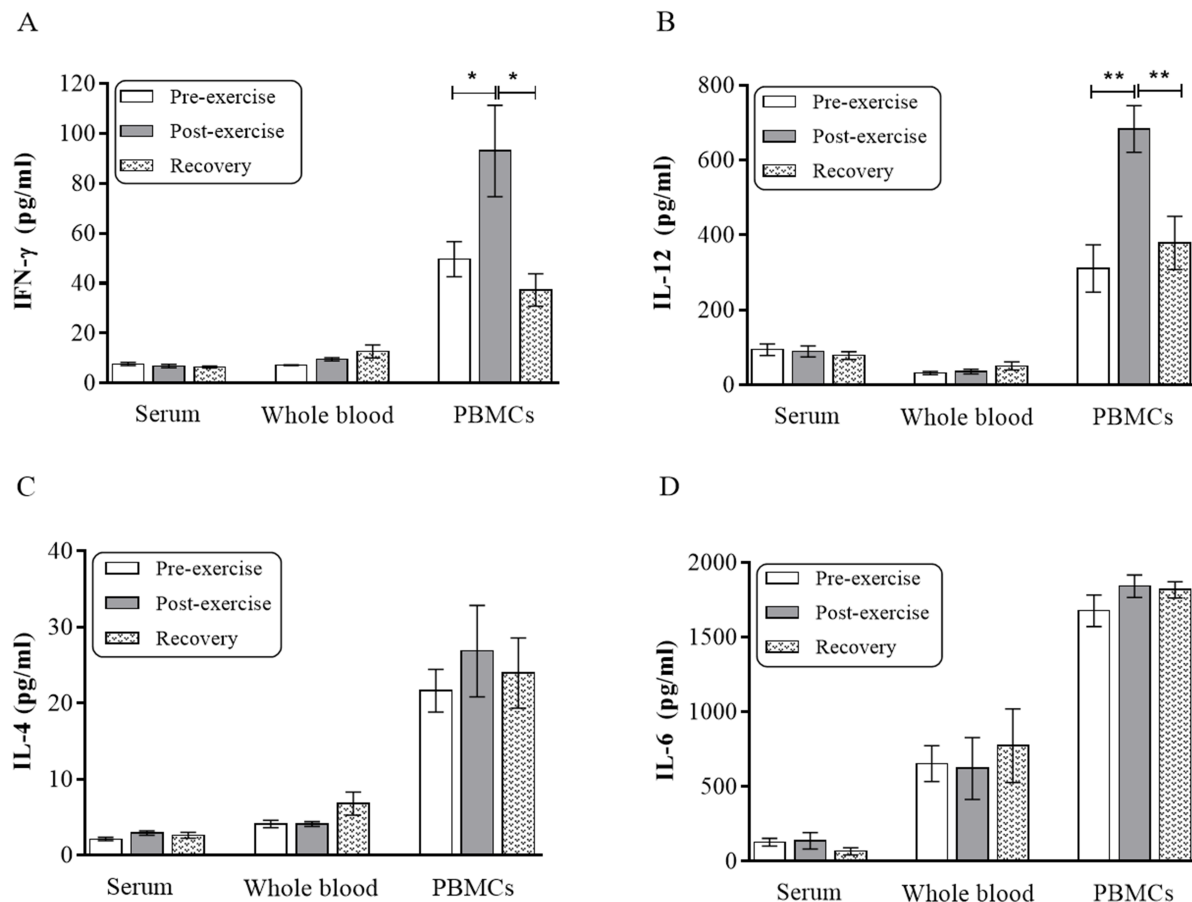 A
IFN-γ (pg/ml)
120
100
80
60
40
20
0
Pre-exercise
Post-exercise
Recovery
* *
Serum Whole blood PBMCs
B
IL-12 (pg/ml)
800
600
400
200
0
Pre-exercise
Post-exercise
Recovery
** **
Serum Whole blood PBMCs
C
IL-4 (pg/ml)
40
30
20
10
0
Pre-exercise
Post-exercise
Recovery
Serum Whole blood PBMCs
D
IL-6 (pg/ml)
2000
1500
1000
500
0
Pre-exercise
Post-exercise
Recovery
Serum Whole blood PBMCs